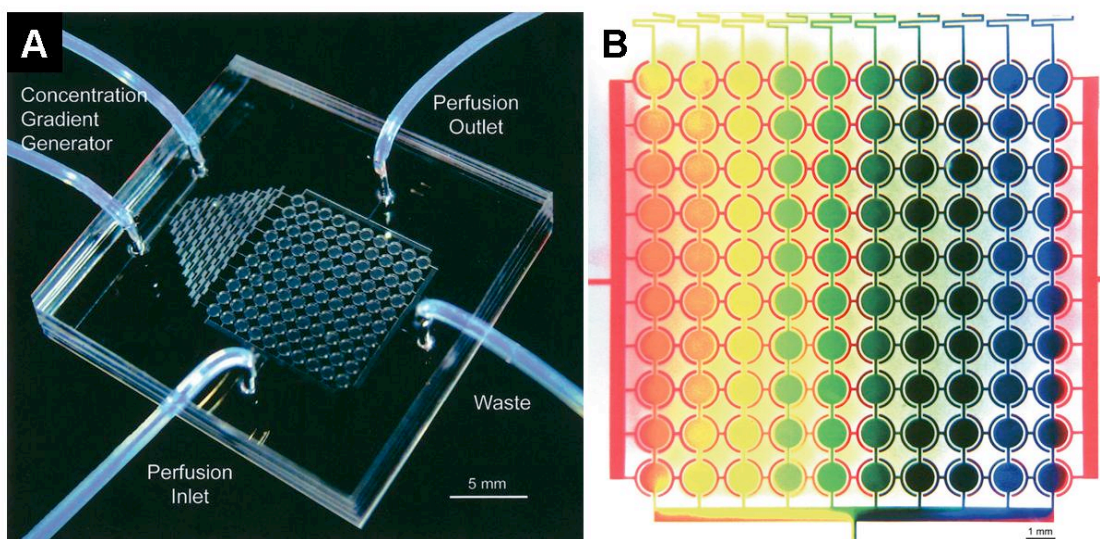 A
Concentration
Gradient
Generator
Perfusion
Outlet
Waste
Perfusion
Inlet
5 mm
B
1 mm